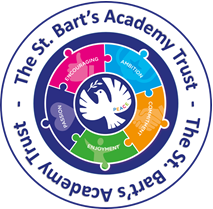 - The St. Bart's Academy Trust
- The St. Bart's Academy Trust
ENCOURAGING
AMBITION
COMMITMENT
ENJOYMENT
PASSION
PEACE